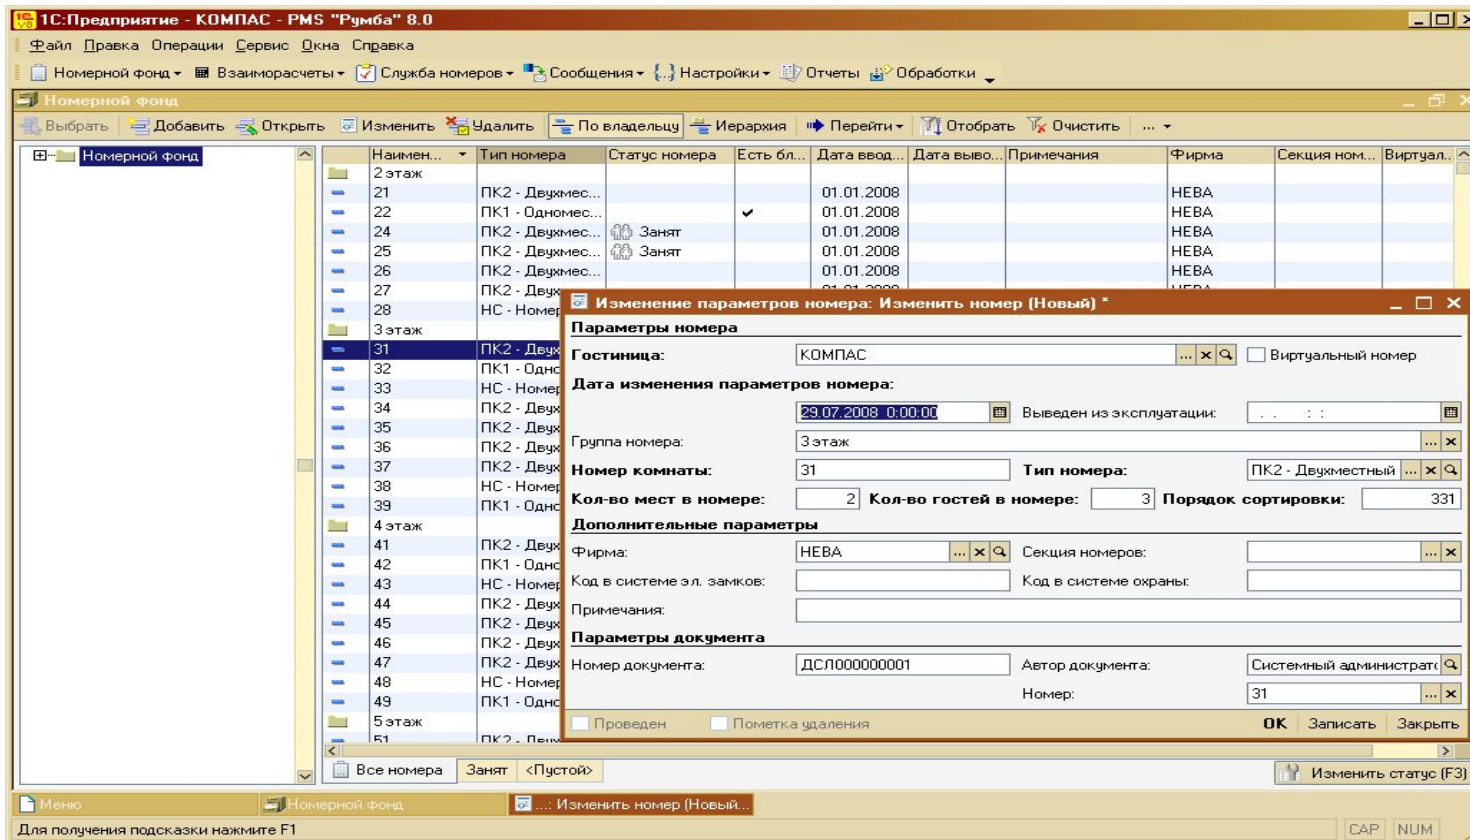 1С:Предприятие - КОМПАС - PMS "Румба" 8.0
Файл Правка Операции Сервис Окна Справка
Номерной фонд Взаиморасчеты Служба номеров Сообщения {...} Настройки Отчеты Обработки
Номерной фонд
Выбрать Добавить Открыть Изменить Удалить По владельцу Иерархия Перейти Отобрать Очистить ...
Номерной фонд
Наимен... Тип номера Статус номера Есть бл... Дата ввод... Дата выво... Примечания Фирма Секция ном... Виртуал..
2 этаж
21 ПК2 - Двухмес... 01.01.2008 НЕВА
22 ПК1 - Одномес... ✔ 01.01.2008 НЕВА
24 ПК2 - Двухмес... Занят 01.01.2008 НЕВА
25 ПК2 - Двухмес... Занят 01.01.2008 НЕВА
26 ПК2 - Двухмес... 01.01.2008 НЕВА
27 ПК2 - Двух 01.01.2008 НЕВА
28 НС - Номер
3 этаж
31 ПК2 - Двух
32 ПК1 - Одно
33 НС - Номер
34 ПК2 - Двух
35 ПК2 - Двух
36 ПК2 - Двух
37 ПК2 - Двух
38 НС - Номер
39 ПК1 - Одно
4 этаж
41 ПК2 - Двух
42 ПК1 - Одно
43 НС - Номер
44 ПК2 - Двух
45 ПК2 - Двух
46 ПК2 - Двух
47 ПК2 - Двух
48 НС - Номер
49 ПК1 - Одно
5 этаж
51 ПК2 - Двух
Изменение параметров номера: Изменить номер (Новый) *
Параметры номера
Гостиница: КОМПАС ... Виртуальный номер
Дата изменения параметров номера:
29.07.2008 0:00:00 Выведен из эксплуатации: . . : :
Группа номера: 3 этаж ...
Номер комнаты: 31 Тип номера: ПК2 - Двухместный ...
Кол-во мест в номере: 2 Кол-во гостей в номере: 3 Порядок сортировки: 331
Дополнительные параметры
Фирма: НЕВА ... Секция номеров: ...
Код в системе эл. замков: Код в системе охраны:
Примечания:
Параметры документа
Номер документа: ДСЛ000000001 Автор документа: Системный администрат
Номер: 31 ...
Проведен Пометка удаления OK Записать Закрыть
Все номера Занят <Пустой> Изменить статус (F3)
Меню Номерной фонд ...: Изменить номер (Новый...
Для получения подсказки нажмите F1 CAP NUM